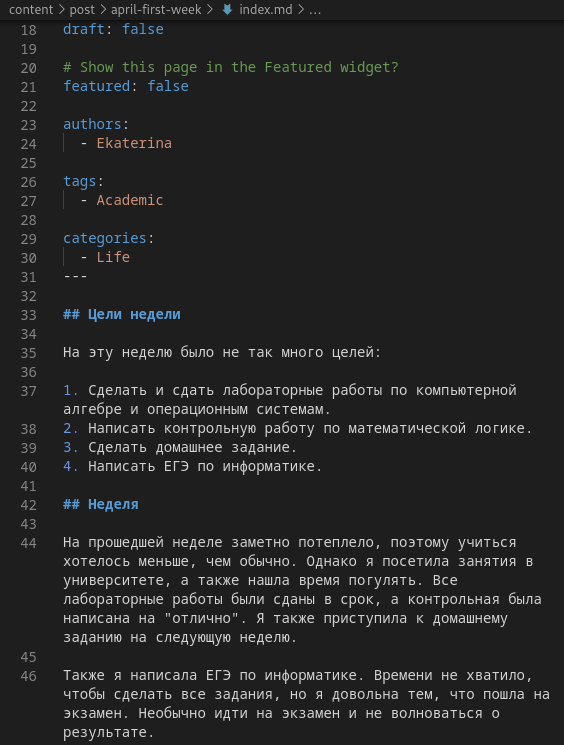 content > post > april-first-week > index.md > ...
18 draft: false
19
20 # Show this page in the Featured widget?
21 featured: false
22
23 authors:
24 - Ekaterina
25
26 tags:
27 - Academic
28
29 categories:
30 - Life
31 ---
32
33 ## Цели недели
34
35 На эту неделю было не так много целей:
36
37 1. Сделать и сдать лабораторные работы по компьютерной
алгебре и операционным системам.
38 2. Написать контрольную работу по математической логике.
39 3. Сделать домашнее задание.
40 4. Написать ЕГЭ по информатике.
41
42 ## Неделя
43
44 На прошедшей неделе заметно потеплело, поэтому учиться
хотелось меньше, чем обычно. Однако я посетила занятия в
университете, а также нашла время погулять. Все
лабораторные работы были сданы в срок, а контрольная была
написана на "отлично". Я также приступила к домашнему
заданию на следующую неделю.
45
46 Также я написала ЕГЭ по информатике. Времени не хватило,
чтобы сделать все задания, но я довольна тем, что пошла на
экзамен. Необычно идти на экзамен и не волноваться о
результате.